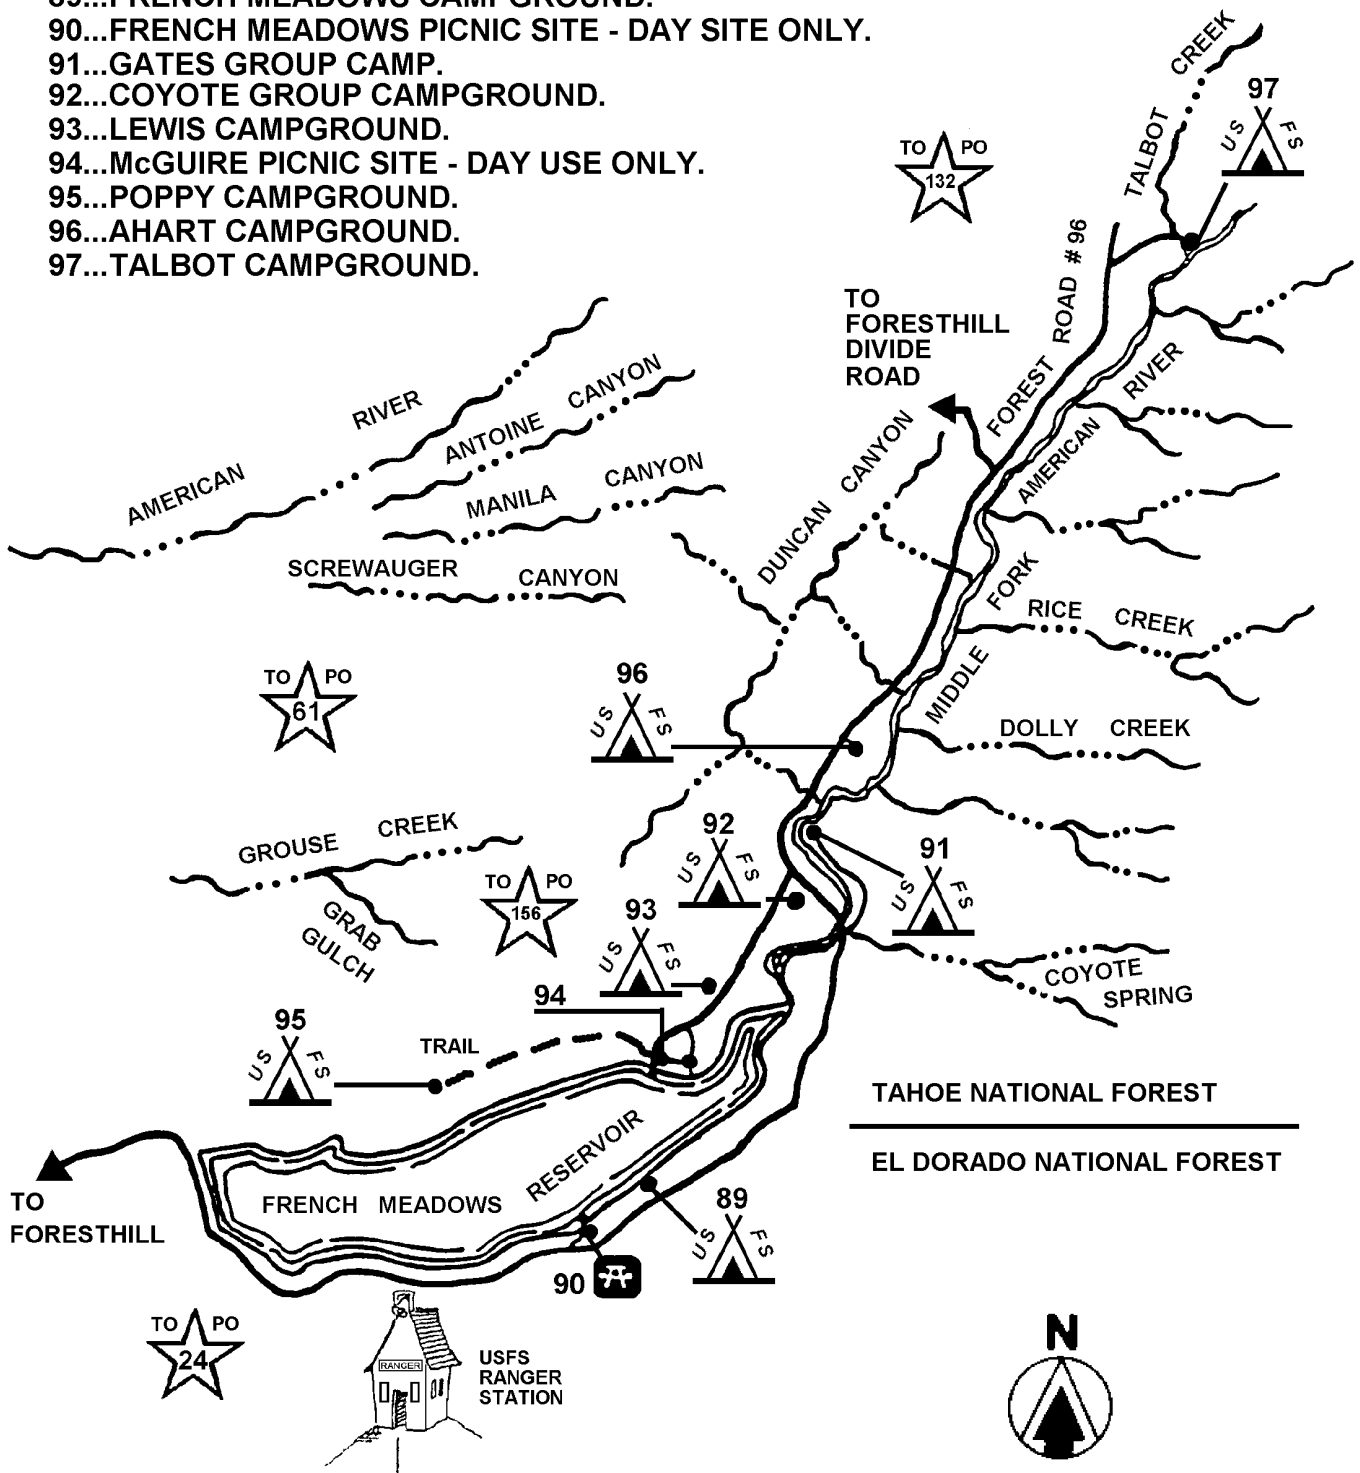 89...FRENCH MEADOWS CAMPGROUND.
90...FRENCH MEADOWS PICNIC SITE - DAY SITE ONLY.
91...GATES GROUP CAMP.
92...COYOTE GROUP CAMPGROUND.
93...LEWIS CAMPGROUND.
94...McGUIRE PICNIC SITE - DAY USE ONLY.
95...POPPY CAMPGROUND.
96...AHART CAMPGROUND.
97...TALBOT CAMPGROUND.
TALBOT CREEK
97
US FS
TO PO
132
FOREST ROAD # 96
TO
FORESTHILL
DIVIDE
ROAD
AMERICAN RIVER
ANTOINE CANYON
MANILA CANYON
SCREWAUGER CANYON
DUNCAN CANYON
MIDDLE FORK AMERICAN RIVER
RICE CREEK
DOLLY CREEK
TO PO
61
96
US FS
GROUSE CREEK
GRAB
GULCH
TO PO
156
92
US FS
91
US FS
93
US FS
COYOTE
SPRING
94
95
US FS
TRAIL
TAHOE NATIONAL FOREST
EL DORADO NATIONAL FOREST
FRENCH MEADOWS RESERVOIR
TO
FORESTHILL
89
US FS
90
TO PO
24
RANGER
USFS
RANGER
STATION
N